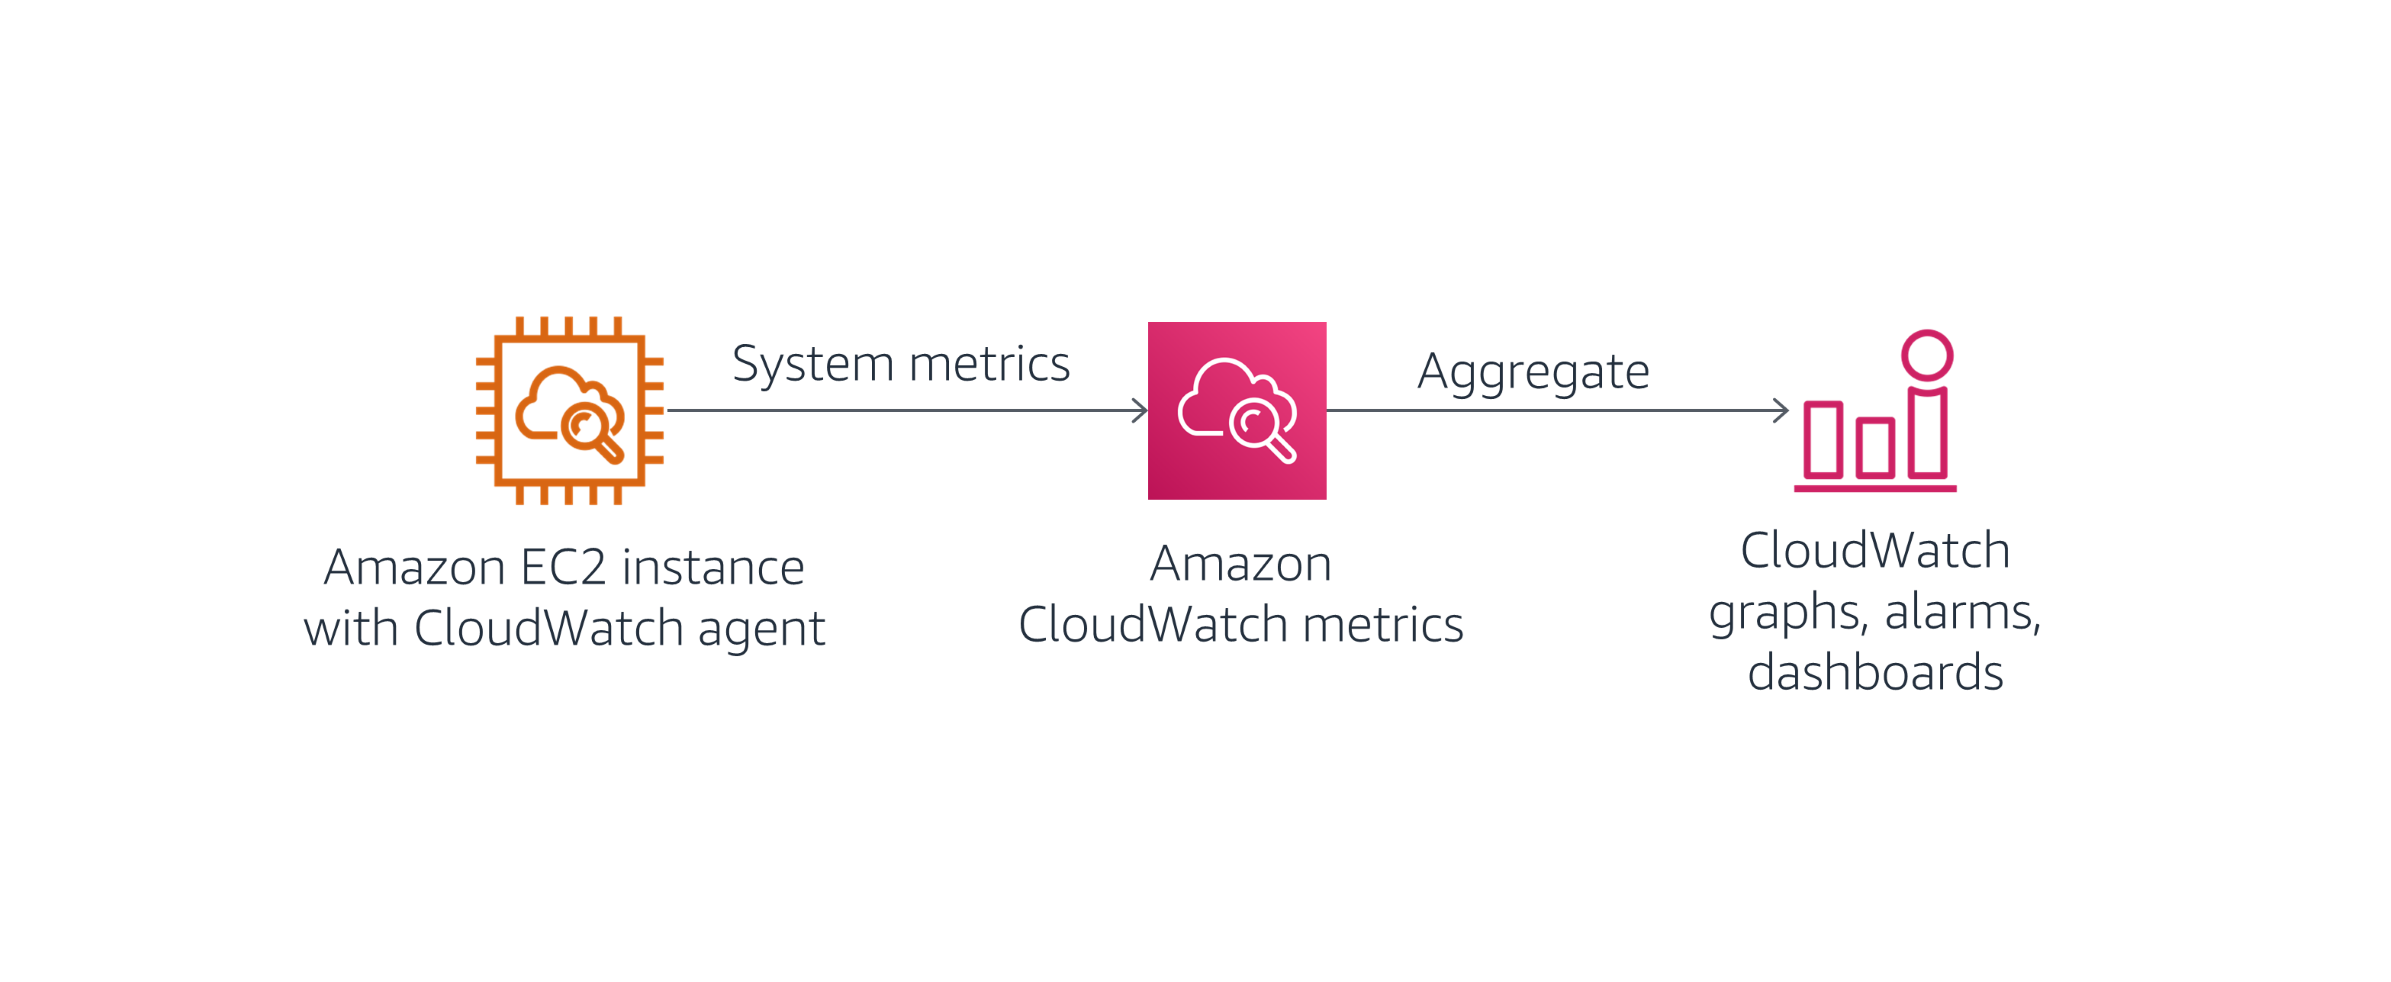 System metrics
Aggregate
Amazon EC2 instance
with CloudWatch agent
Amazon
CloudWatch metrics
CloudWatch
graphs, alarms,
dashboards